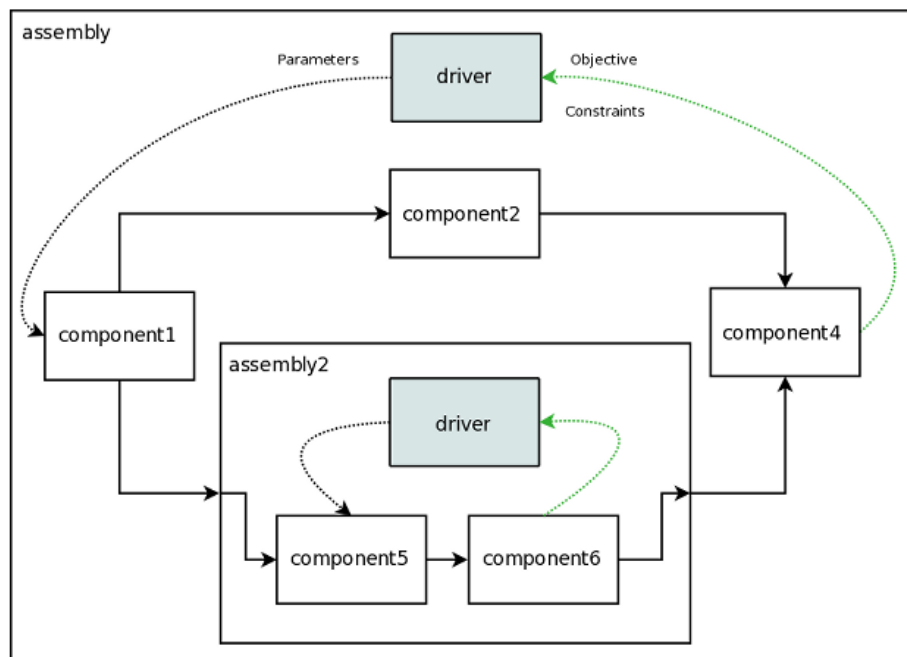 assembly
Parameters
driver
Objective
Constraints
component2
component1
component4
assembly2
driver
component5
component6